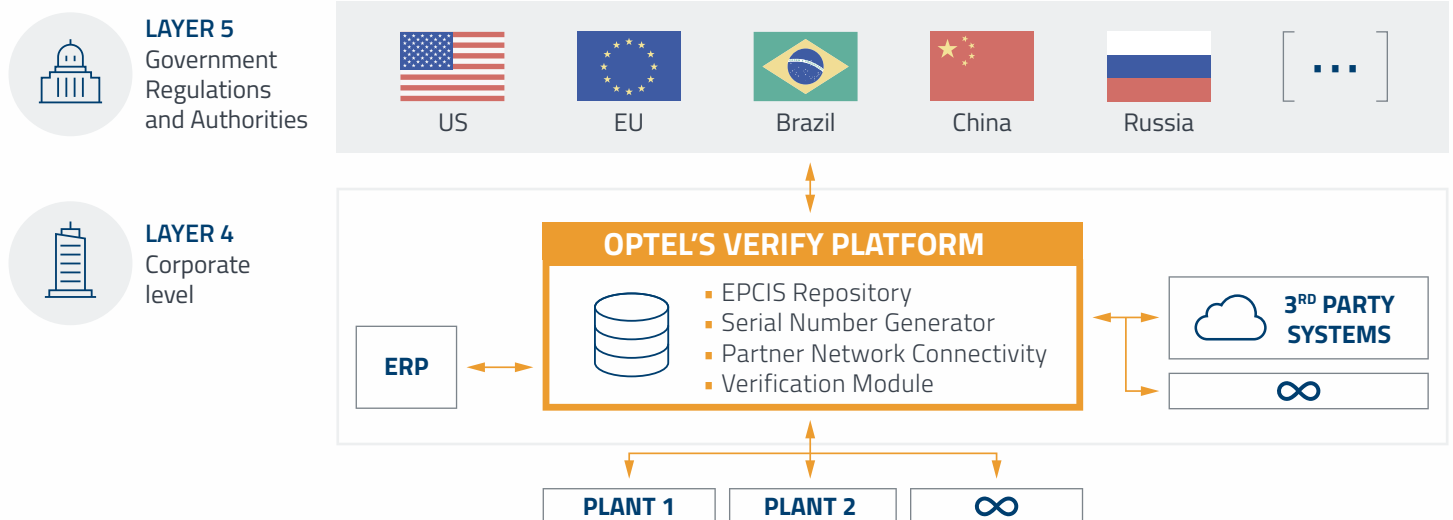 LAYER 5
Government
Regulations
and Authorities
US
EU
Brazil
China
Russia
[...]
LAYER 4
Corporate
level
OPTEL'S VERIFY PLATFORM
▪ EPCIS Repository
▪ Serial Number Generator
▪ Partner Network Connectivity
▪ Verification Module
ERP
3RD PARTY
SYSTEMS
∞
PLANT 1
PLANT 2
∞